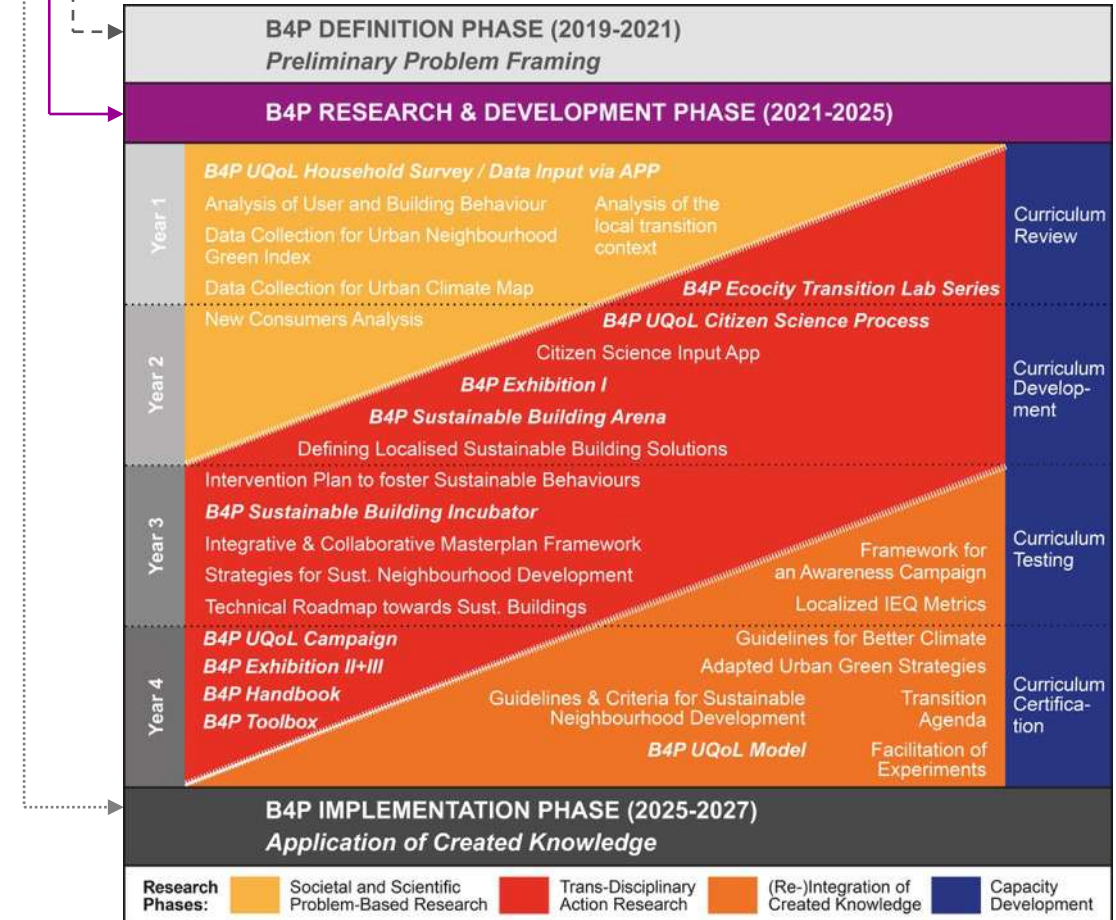 B4P DEFINITION PHASE (2019-2021)
Preliminary Problem Framing
B4P RESEARCH & DEVELOPMENT PHASE (2021-2025)
Year 1
B4P UQoL Household Survey / Data Input via APP
Analysis of User and Building Behaviour
Data Collection for Urban Neighbourhood
Green Index
Data Collection for Urban Climate Map
Analysis of the
local transition
context
B4P Ecocity Transition Lab Series
Curriculum
Review
Year 2
New Consumers Analysis
B4P UQoL Citizen Science Process
Citizen Science Input App
B4P Exhibition I
B4P Sustainable Building Arena
Defining Localised Sustainable Building Solutions
Curriculum
Develop-
ment
Year 3
Intervention Plan to foster Sustainable Behaviours
B4P Sustainable Building Incubator
Integrative & Collaborative Masterplan Framework
Strategies for Sust. Neighbourhood Development
Technical Roadmap towards Sust. Buildings
Framework for
an Awareness Campaign
Localized IEQ Metrics
Curriculum
Testing
Year 4
B4P UQoL Campaign
B4P Exhibition II+III
B4P Handbook
B4P Toolbox
Guidelines for Better Climate
Adapted Urban Green Strategies
Guidelines & Criteria for Sustainable
Neighbourhood Development
Transition
Agenda
B4P UQoL Model
Facilitation of
Experiments
Curriculum
Certifica-
tion
B4P IMPLEMENTATION PHASE (2025-2027)
Application of Created Knowledge
Research
Phases:
Societal and Scientific
Problem-Based Research
Trans-Disciplinary
Action Research
(Re-)Integration of
Created Knowledge
Capacity
Development